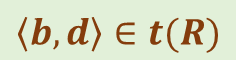 ⟨b, d⟩ ∈ t(R)